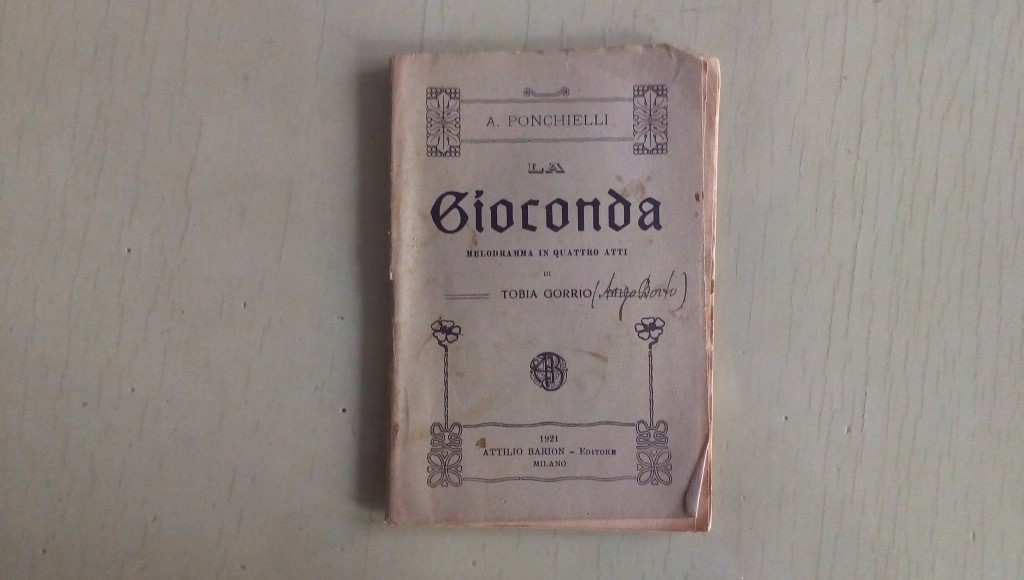 A. PONCHIELLI
LA
Gioconda
MELODRAMMA IN QUATTRO ATTI
DI
TOBIA GORRIO (Arrigo Boito)
1921
ATTILIO BARION - EDITORE
MILANO